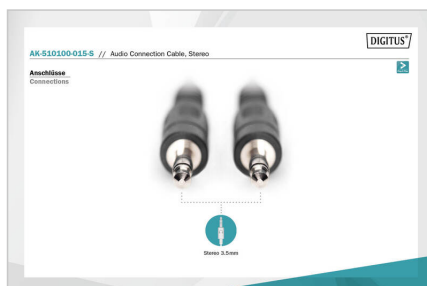 DIGITUS®
AK-510100-015-S // Audio Connection Cable, Stereo
Anschlüsse
Connections
Stereo 3.5mm